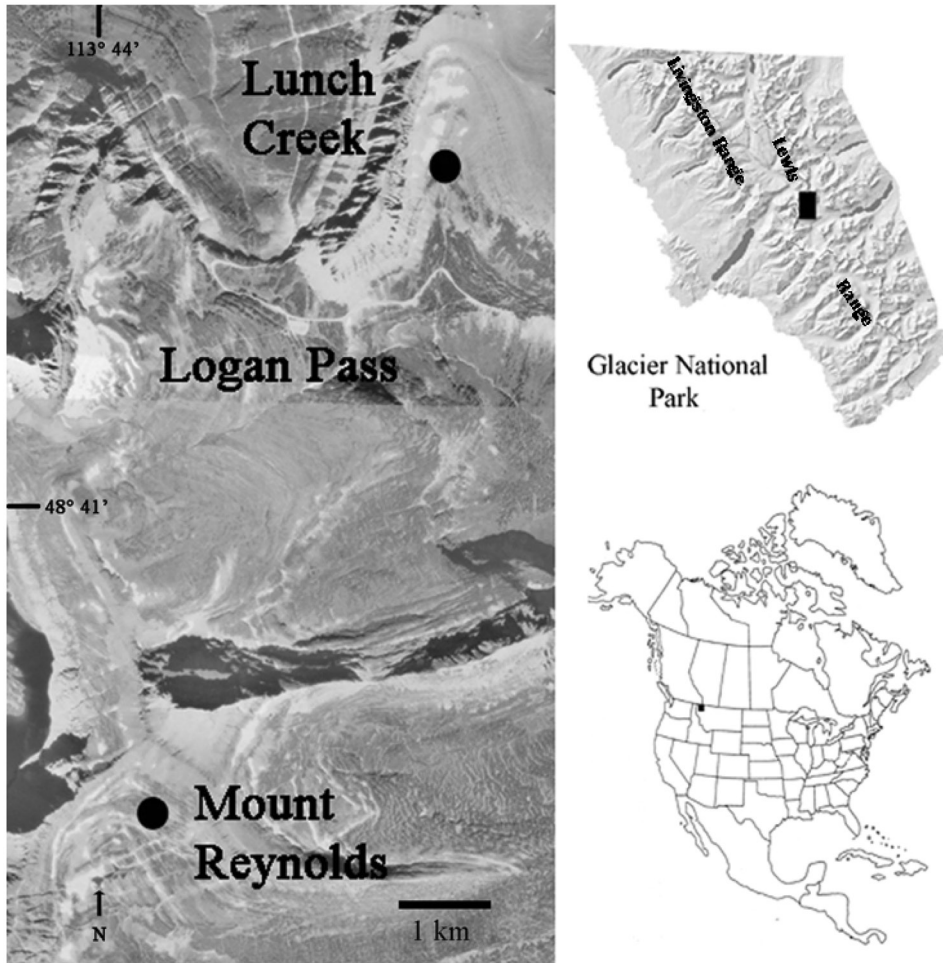 113° 44'
Lunch
Creek
Logan Pass
48° 41'
Mount
Reynolds
N
1 km
Livingston Range
Lewis
Range
Glacier National
Park